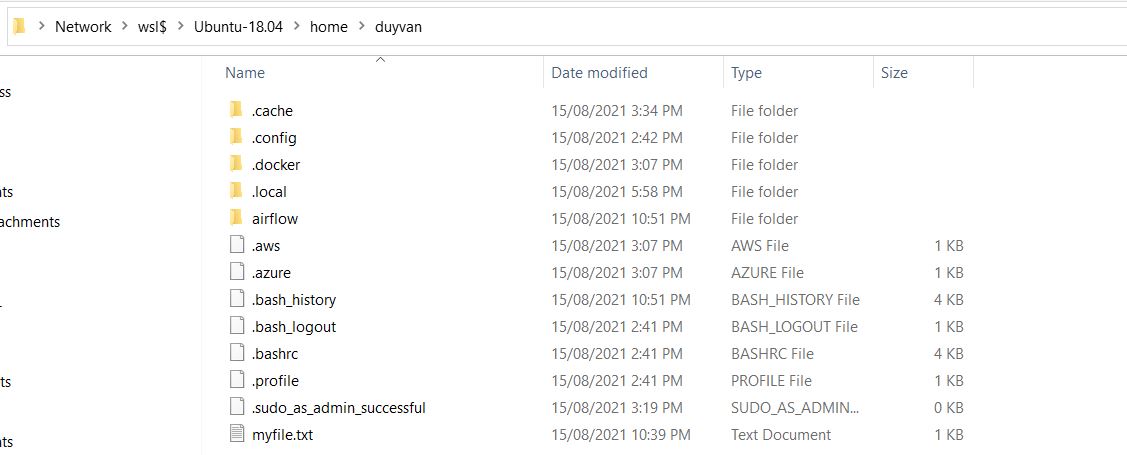 Network > wsl$ > Ubuntu-18.04 > home > duyvan
Name Date modified Type Size
.cache 15/08/2021 3:34 PM File folder
.config 15/08/2021 2:42 PM File folder
.docker 15/08/2021 3:07 PM File folder
.local 15/08/2021 5:58 PM File folder
airflow 15/08/2021 10:51 PM File folder
.aws 15/08/2021 3:07 PM AWS File 1 KB
.azure 15/08/2021 3:07 PM AZURE File 1 KB
.bash_history 15/08/2021 10:51 PM BASH_HISTORY File 4 KB
.bash_logout 15/08/2021 2:41 PM BASH_LOGOUT File 1 KB
.bashrc 15/08/2021 2:41 PM BASHRC File 4 KB
.profile 15/08/2021 2:41 PM PROFILE File 1 KB
.sudo_as_admin_successful 15/08/2021 3:19 PM SUDO_AS_ADMIN... 0 KB
myfile.txt 15/08/2021 10:39 PM Text Document 1 KB